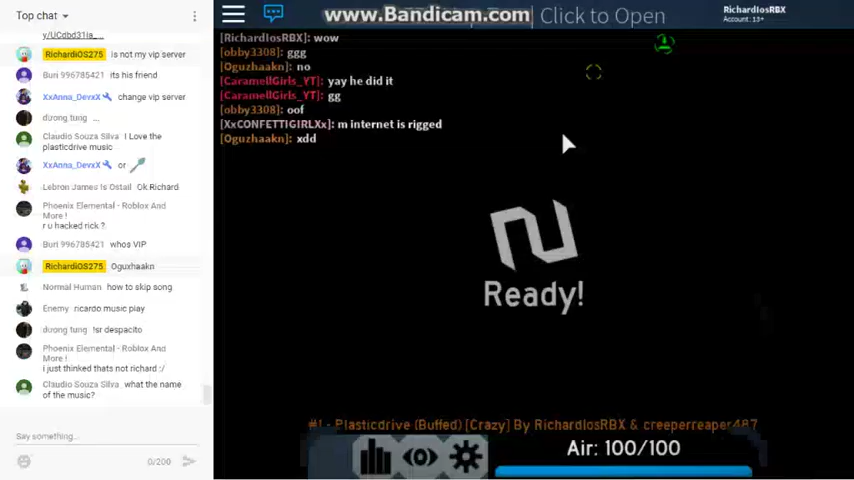 Top chat
y/UCdbd31la_...
RichardiOS275 is not my vip server
Buri 996785421 its his friend
XxAnna_DevxX change vip server
dương tung ...
Claudio Souza Silva I Love the
plasticdrive music
XxAnna_DevxX or
Lebron James Is Ostail Ok Richard
Phoenix Elemental - Roblox And
More !
r u hacked rick ?
Buri 996785421 whos VIP
RichardiOS275 Oguxhaakn
Normal Human how to skip song
Enemy ricardo music play
dương tung !sr despacito
Phoenix Elemental - Roblox And
More !
i just thinked thats not richard :/
Claudio Souza Silva what the name
of the music?
Say something...
0/200
www.Bandicam.com
Click to Open
RichardIosRBX
Account: 13+
[RichardIosRBX]: wow
[obby3308]: ggg
[Oguzhaakn]: no
[CaramellGirls_YT]: yay he did it
[CaramellGirls_YT]: gg
[obby3308]: oof
[XxCONFETTIGIRLXx]: m internet is rigged
[Oguzhaakn]: xdd
Ready!
#1 - Plasticdrive (Buffed) [Crazy] By RichardIosRBX & creeperreaper487
Air: 100/100